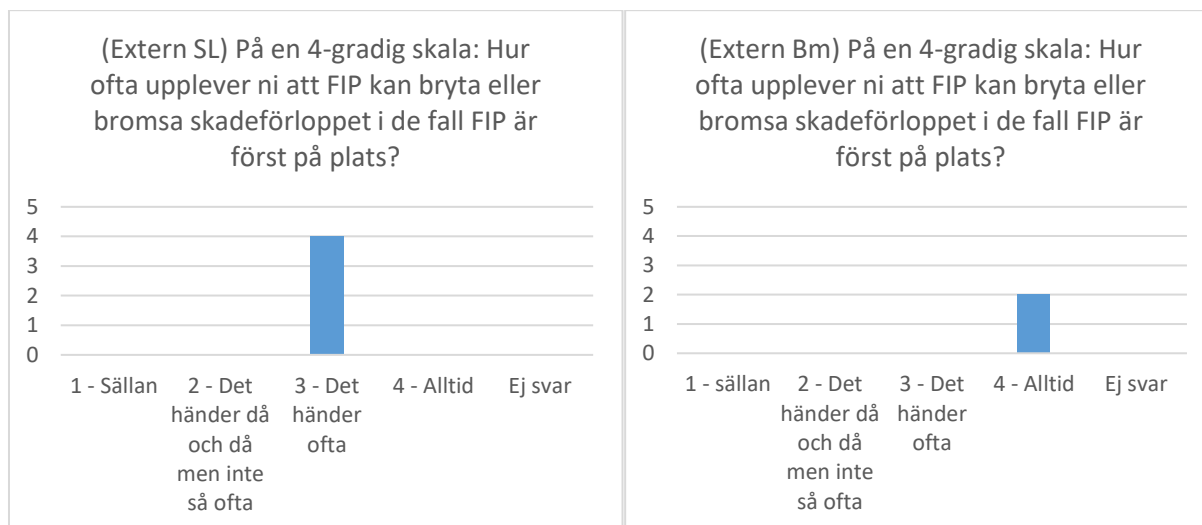 (Extern SL) På en 4-gradig skala: Hur
ofta upplever ni att FIP kan bryta eller
bromsa skadeförloppet i de fall FIP är
först på plats?
5
4
3
2
1
0
1 - Sällan
2 - Det
händer då
och då
men inte
så ofta
3 - Det
händer
ofta
4 - Alltid
Ej svar
(Extern Bm) På en 4-gradig skala: Hur
ofta upplever ni att FIP kan bryta eller
bromsa skadeförloppet i de fall FIP är
först på plats?
5
4
3
2
1
0
1 - sällan
2 - Det
händer då
och då
men inte
så ofta
3 - Det
händer
ofta
4 - Alltid
Ej svar